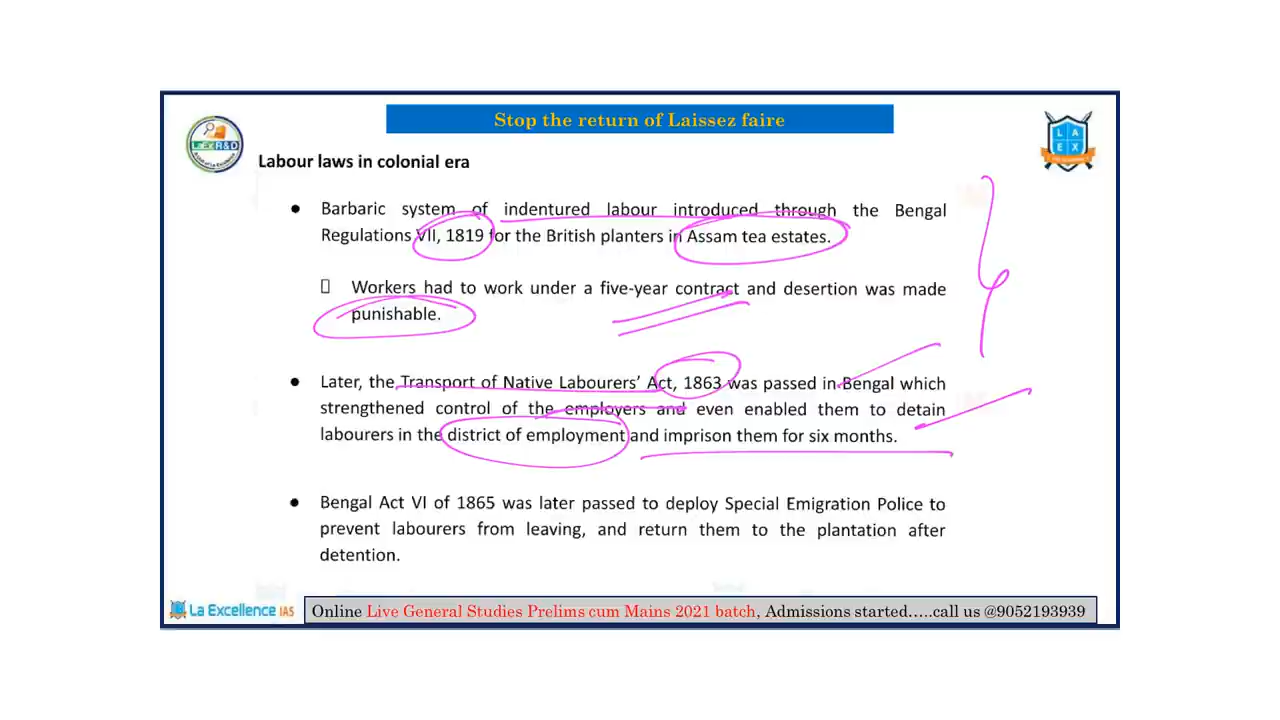 Stop the return of Laissez faire
LaEx R&D
L A
E X
Labour laws in colonial era
● Barbaric system of indentured labour introduced through the Bengal
Regulations VII, 1819 for the British planters in Assam tea estates.
Workers had to work under a five-year contract and desertion was made
punishable.
● Later, the Transport of Native Labourers’ Act, 1863 was passed in Bengal which
strengthened control of the employers and even enabled them to detain
labourers in the district of employment and imprison them for six months.
● Bengal Act VI of 1865 was later passed to deploy Special Emigration Police to
prevent labourers from leaving, and return them to the plantation after
detention.
La Excellence IAS
Online Live General Studies Prelims cum Mains 2021 batch, Admissions started…..call us @9052193939